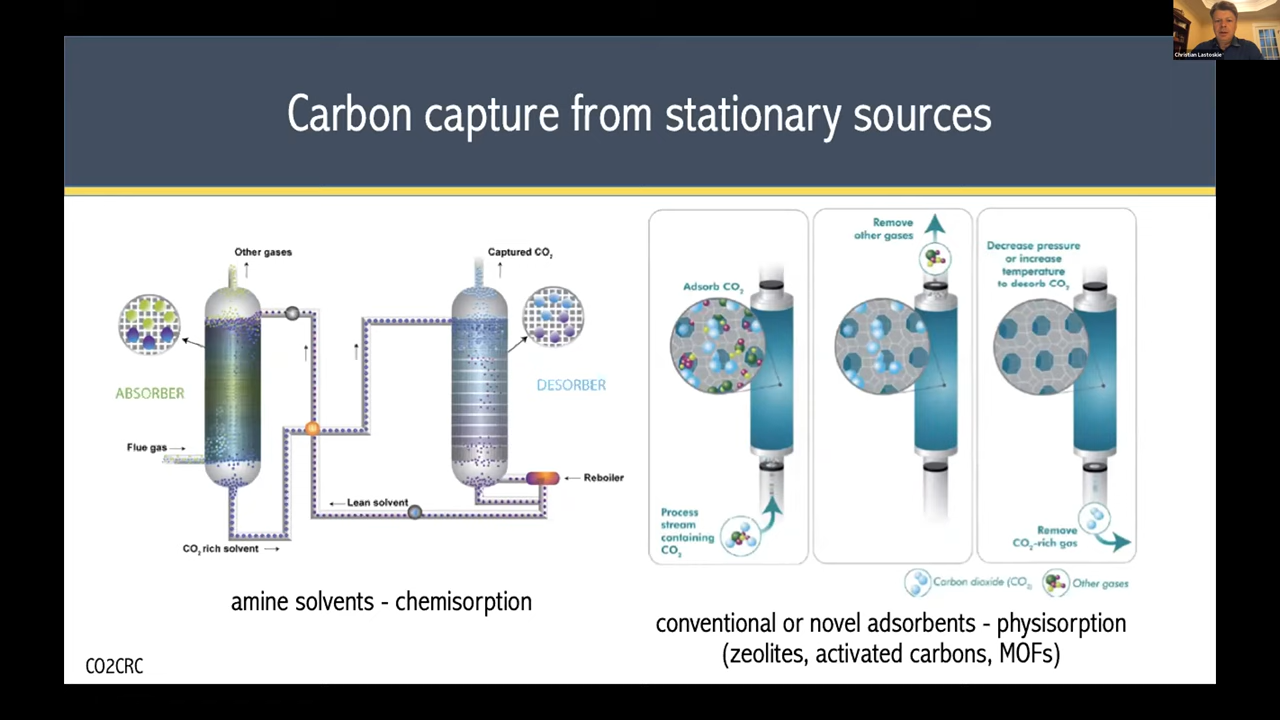 Christian Lastoskie
Carbon capture from stationary sources
Other gases
Captured CO2
ABSORBER
DESORBER
Flue gas
Reboiler
Lean solvent
CO2 rich solvent
amine solvents - chemisorption
CO2CRC
Adsorb CO2
Process
stream
containing
CO2
Remove
other gases
Decrease pressure
or increase
temperature
to desorb CO2
Remove
CO2-rich gas
Carbon dioxide (CO2)
Other gases
conventional or novel adsorbents - physisorption
(zeolites, activated carbons, MOFs)